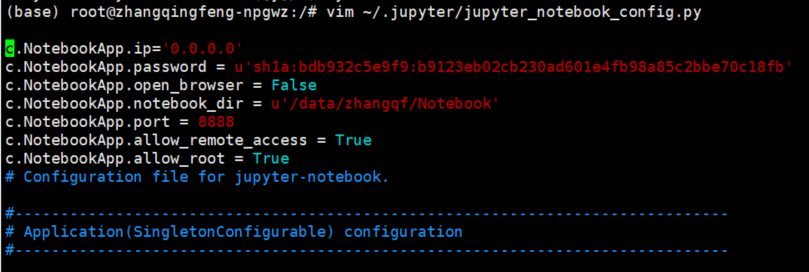 (base) root@zhangqingfeng-npgwz:/# vim ~/.jupyter/jupyter_notebook_config.py
c.NotebookApp.ip='0.0.0.0'
c.NotebookApp.password = u'sh1a:bdb932c5e9f9:b9123eb02cb230ad601e4fb98a85c2bbe70c18fb'
c.NotebookApp.open_browser = False
c.NotebookApp.notebook_dir = u'/data/zhangqf/Notebook'
c.NotebookApp.port = 8888
c.NotebookApp.allow_remote_access = True
c.NotebookApp.allow_root = True
# Configuration file for jupyter-notebook.
#------------------------------------------------------------------------------
# Application(SingletonConfigurable) configuration
#------------------------------------------------------------------------------